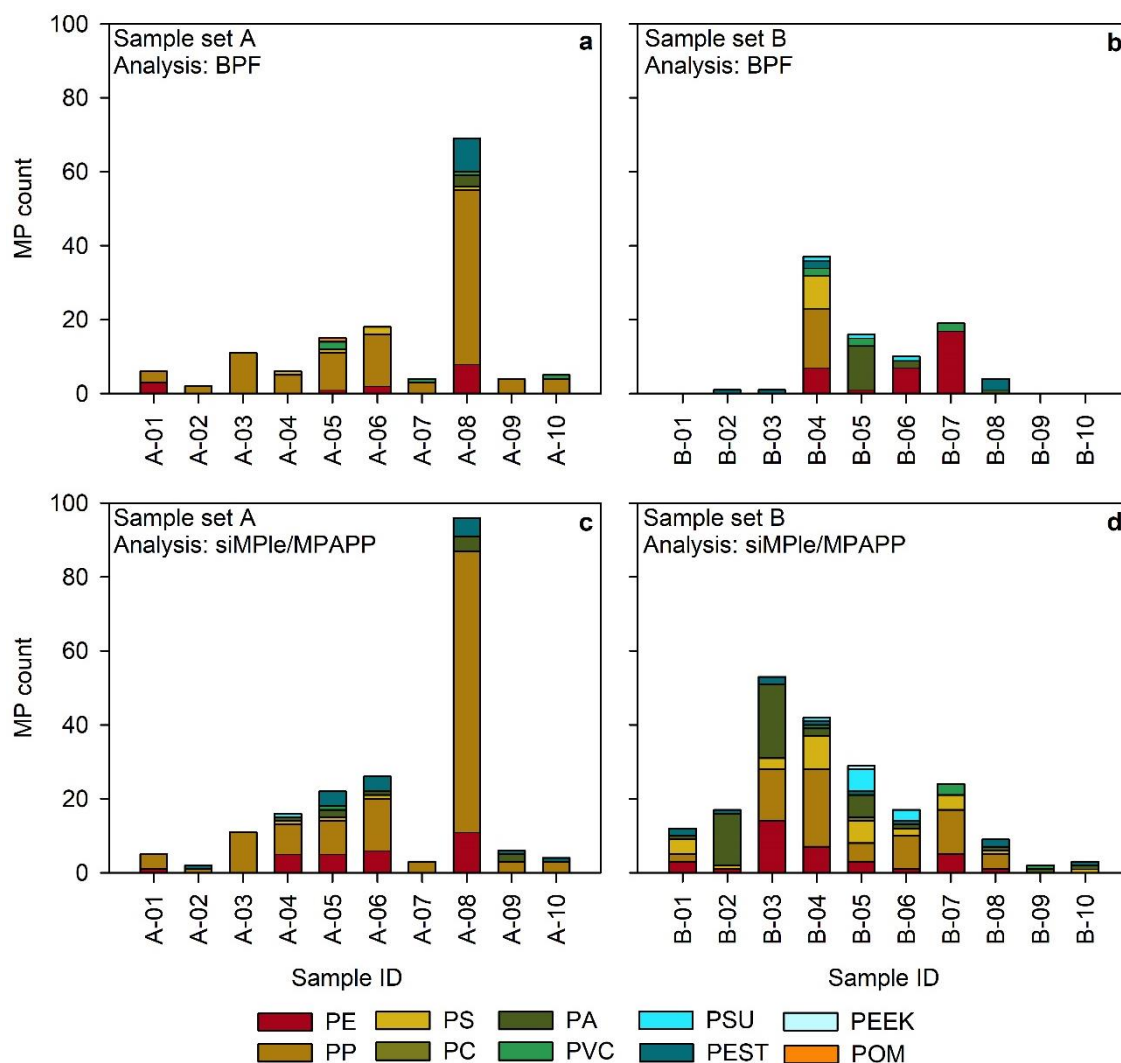 100
80
60
40
20
0
MP count
Sample set A
Analysis: BPF
a
A-01
A-02
A-03
A-04
A-05
A-06
A-07
A-08
A-09
A-10
Sample set B
Analysis: BPF
b
B-01
B-02
B-03
B-04
B-05
B-06
B-07
B-08
B-09
B-10
100
80
60
40
20
0
MP count
Sample set A
Analysis: siMPle/MPAPP
c
A-01
A-02
A-03
A-04
A-05
A-06
A-07
A-08
A-09
A-10
Sample ID
Sample set B
Analysis: siMPle/MPAPP
d
B-01
B-02
B-03
B-04
B-05
B-06
B-07
B-08
B-09
B-10
Sample ID
PE PS PA PSU PEEK
PP PC PVC PEST POM